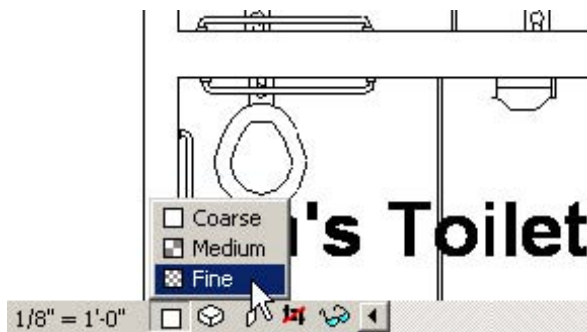 Coarse
Medium
's Toilet
Fine
1/8" = 1'-0"